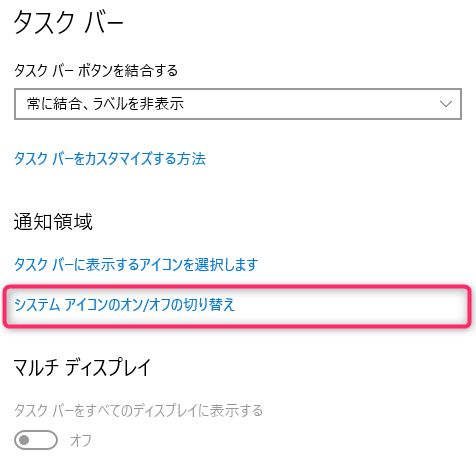 タスク バー
タスク バー ボタンを結合する
常に結合、ラベルを非表示
タスク バーをカスタマイズする方法
通知領域
タスク バーに表示するアイコンを選択します
システム アイコンのオン/オフの切り替え
マルチ ディスプレイ
タスク バーをすべてのディスプレイに表示する
オフ